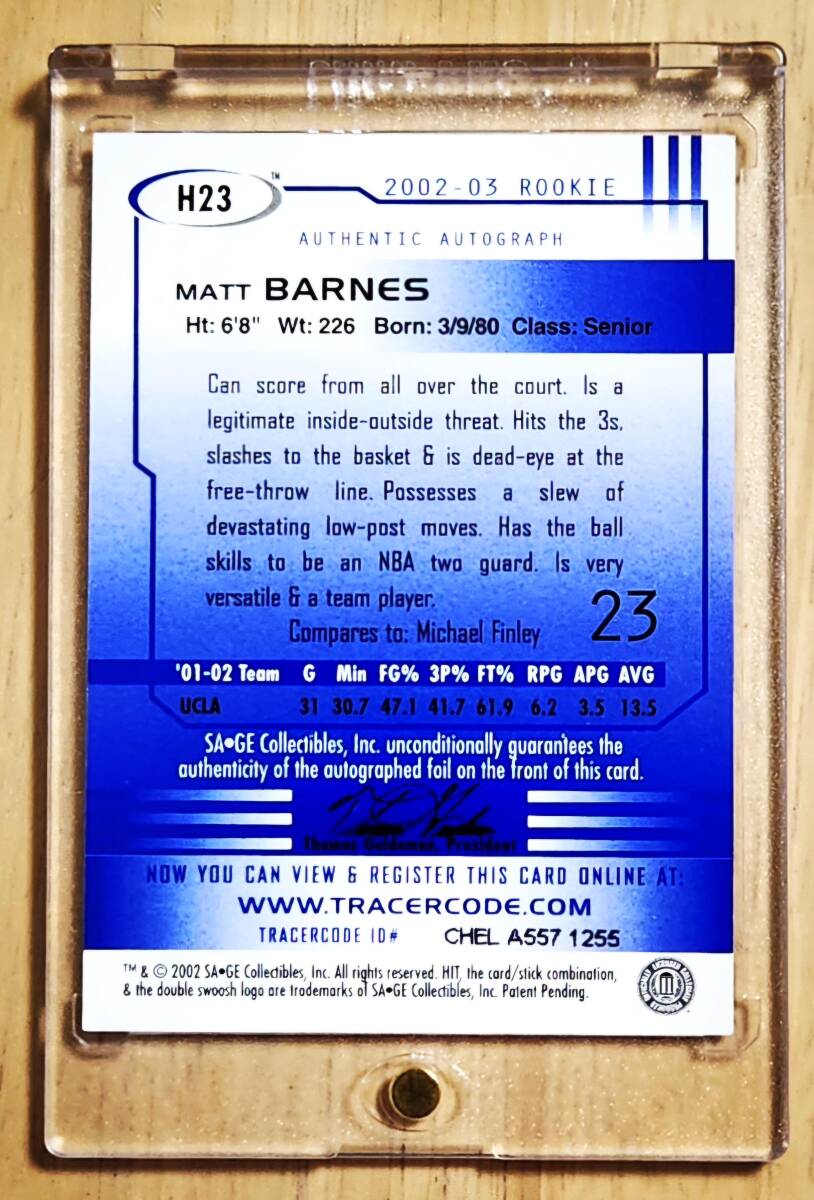 H23
TM
2002-03 ROOKIE
AUTHENTIC AUTOGRAPH
MATT BARNES
Ht: 6'8" Wt: 226 Born: 3/9/80 Class: Senior
Can score from all over the court. Is a
legitimate inside-outside threat. Hits the 3s,
slashes to the basket & is dead-eye at the
free-throw line. Possesses a slew of
devastating low-post moves. Has the ball
skills to be an NBA two guard. Is very
versatile & a team player.
Compares to: Michael Finley
23
'01-02 Team G Min FG% 3P% FT% RPG APG AVG
UCLA 31 30.7 47.1 41.7 61.9 6.2 3.5 13.5
SA•GE Collectibles, Inc. unconditionally guarantees the
authenticity of the autographed foil on the front of this card.
Thomas Geideman, President
NOW YOU CAN VIEW & REGISTER THIS CARD ONLINE AT:
WWW.TRACERCODE.COM
TRACERCODE ID# CHEL A557 1255
TM & © 2002 SA•GE Collectibles, Inc. All rights reserved. HIT, the card/stick combination,
& the double swoosh logo are trademarks of SA•GE Collectibles, Inc. Patent Pending.